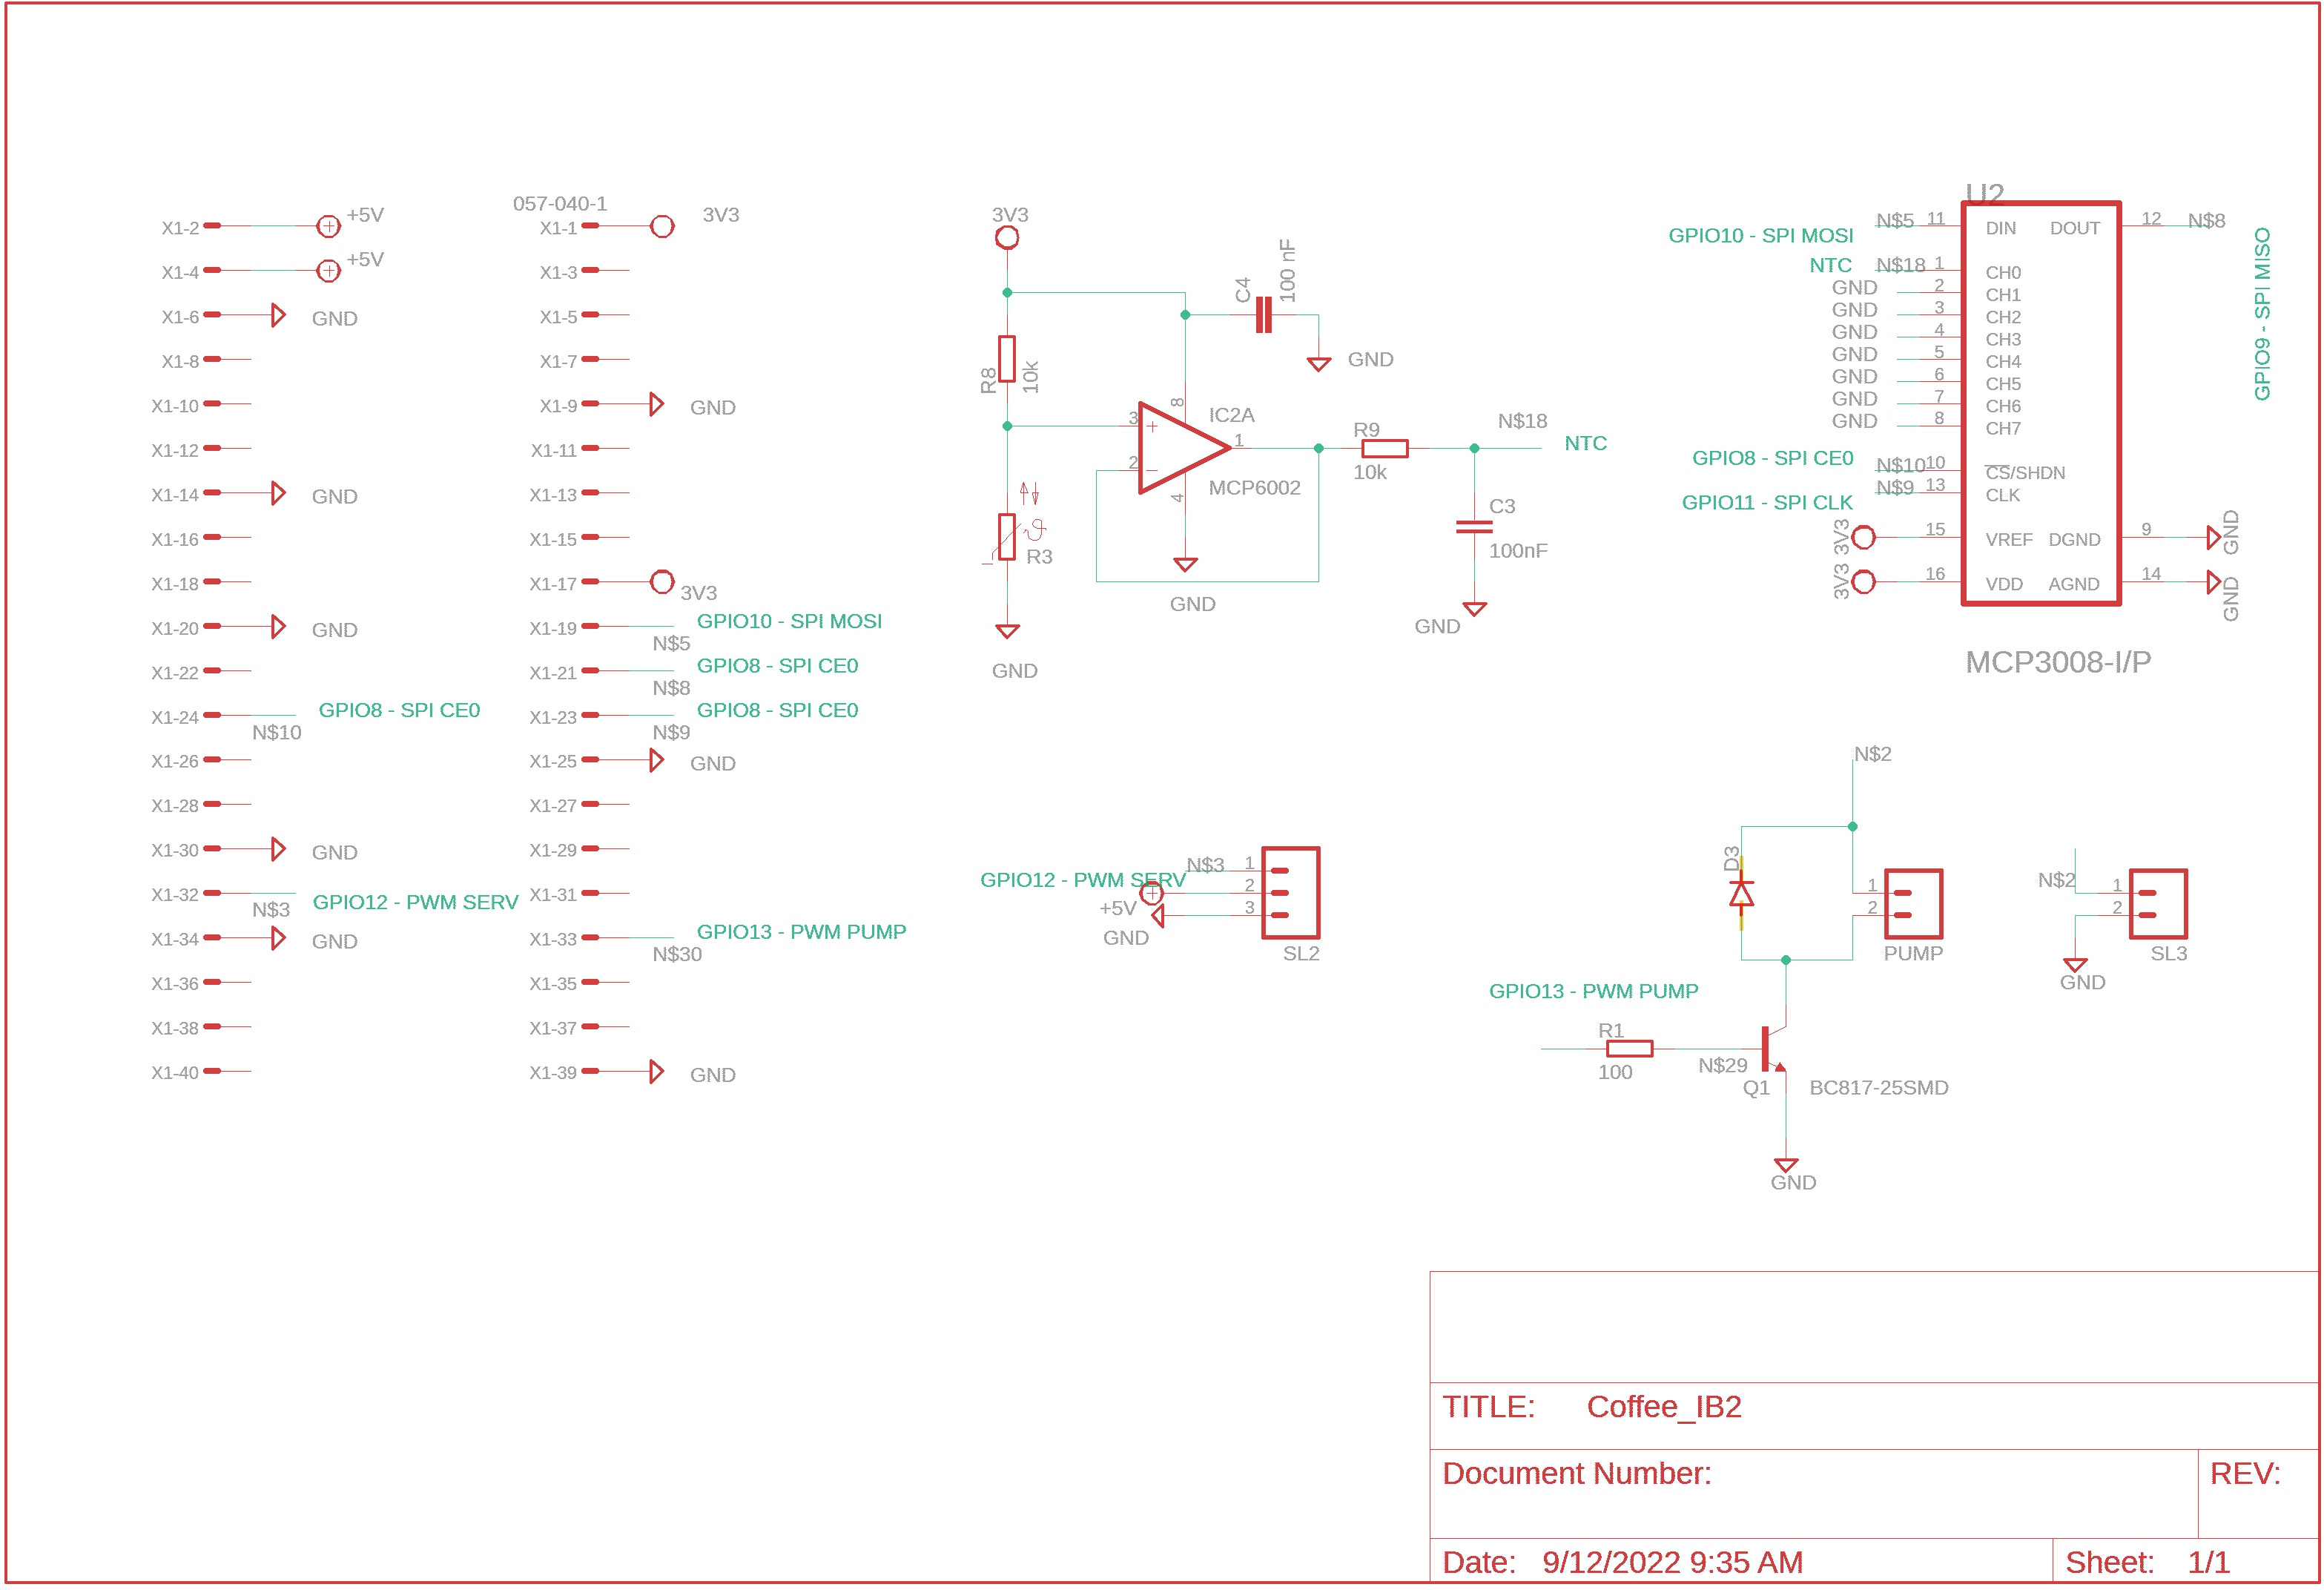 057-040-1
X1-2 +5V
X1-4 +5V
X1-6 GND
X1-8
X1-10
X1-12
X1-14 GND
X1-16
X1-18
X1-20 GND
X1-22
X1-24 GPIO8 - SPI CE0
N$10
X1-26
X1-28
X1-30 GND
X1-32 GPIO12 - PWM SERV
N$3
X1-34 GND
X1-36
X1-38
X1-40
X1-1 3V3
X1-3
X1-5
X1-7
X1-9 GND
X1-11
X1-13
X1-15
X1-17 3V3
X1-19 GPIO10 - SPI MOSI
N$5
X1-21 GPIO8 - SPI CE0
N$8
X1-23 GPIO8 - SPI CE0
N$9
X1-25 GND
X1-27
X1-29
X1-31
X1-33 GPIO13 - PWM PUMP
N$30
X1-35
X1-37
X1-39 GND
3V3
C4
100 nF
GND
R8
10k
3
+
2
−
8
4
1
IC2A
MCP6002
GND
R9
10k
N$18
NTC
C3
100nF
GND
R3
GND
U2
GPIO10 - SPI MOSI N$5 11 DIN
DOUT 12 N$8
GPIO9 - SPI MISO
NTC N$18 1 CH0
GND 2 CH1
GND 3 CH2
GND 4 CH3
GND 5 CH4
GND 6 CH5
GND 7 CH6
GND 8 CH7
GPIO8 - SPI CE0 N$10 10 CS/SHDN
GPIO11 - SPI CLK N$9 13 CLK
3V3 15 VREF
DGND 9 GND
3V3 16 VDD
AGND 14 GND
MCP3008-I/P
GPIO12 - PWM SERV N$3 1
+5V 2
GND 3
SL2
N$2
D3
1
2
PUMP
GPIO13 - PWM PUMP
R1
100
N$29
Q1 BC817-25SMD
GND
N$2 1
2
GND
SL3
TITLE: Coffee_IB2
Document Number:
REV:
Date: 9/12/2022 9:35 AM
Sheet: 1/1